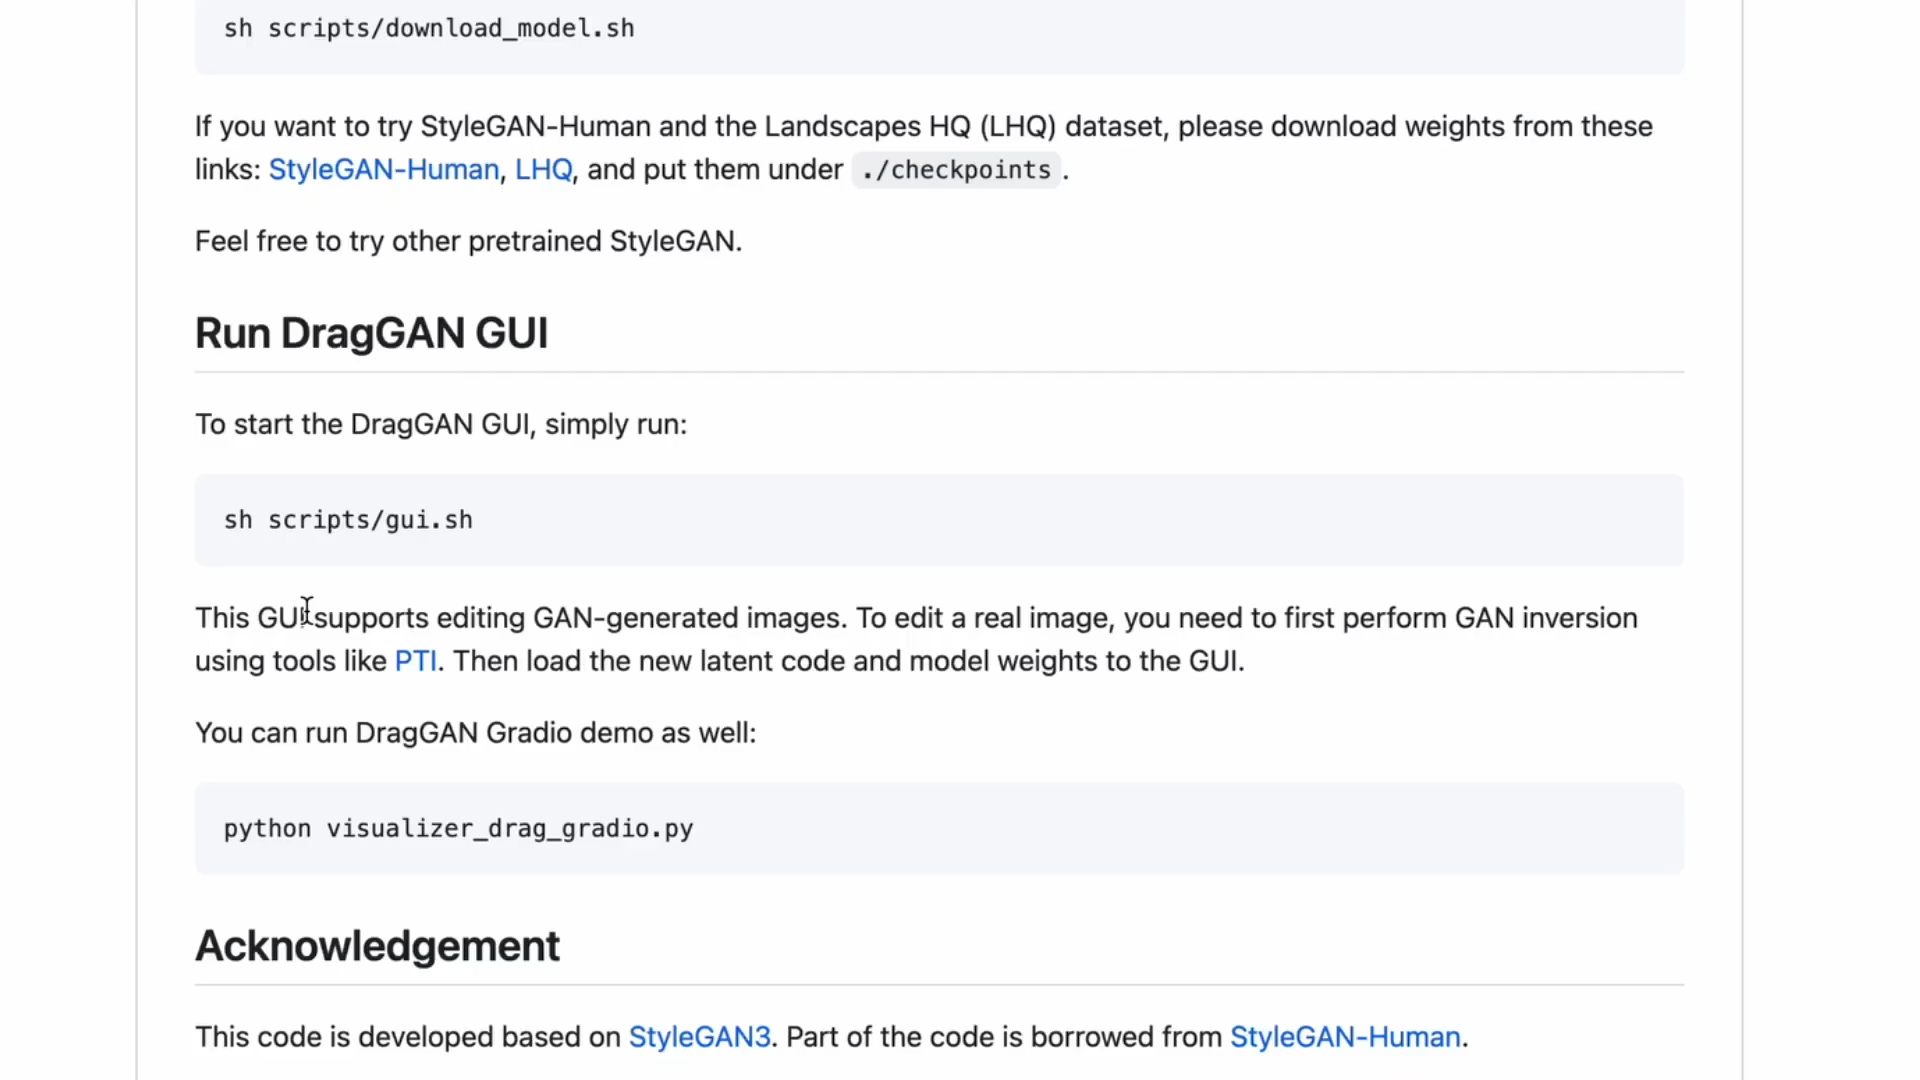 sh scripts/download_model.sh
If you want to try StyleGAN-Human and the Landscapes HQ (LHQ) dataset, please download weights from these
links: StyleGAN-Human, LHQ, and put them under ./checkpoints.
Feel free to try other pretrained StyleGAN.
Run DragGAN GUI
To start the DragGAN GUI, simply run:
sh scripts/gui.sh
This GUI supports editing GAN-generated images. To edit a real image, you need to first perform GAN inversion
using tools like PTI. Then load the new latent code and model weights to the GUI.
You can run DragGAN Gradio demo as well:
python visualizer_drag_gradio.py
Acknowledgement
This code is developed based on StyleGAN3. Part of the code is borrowed from StyleGAN-Human.